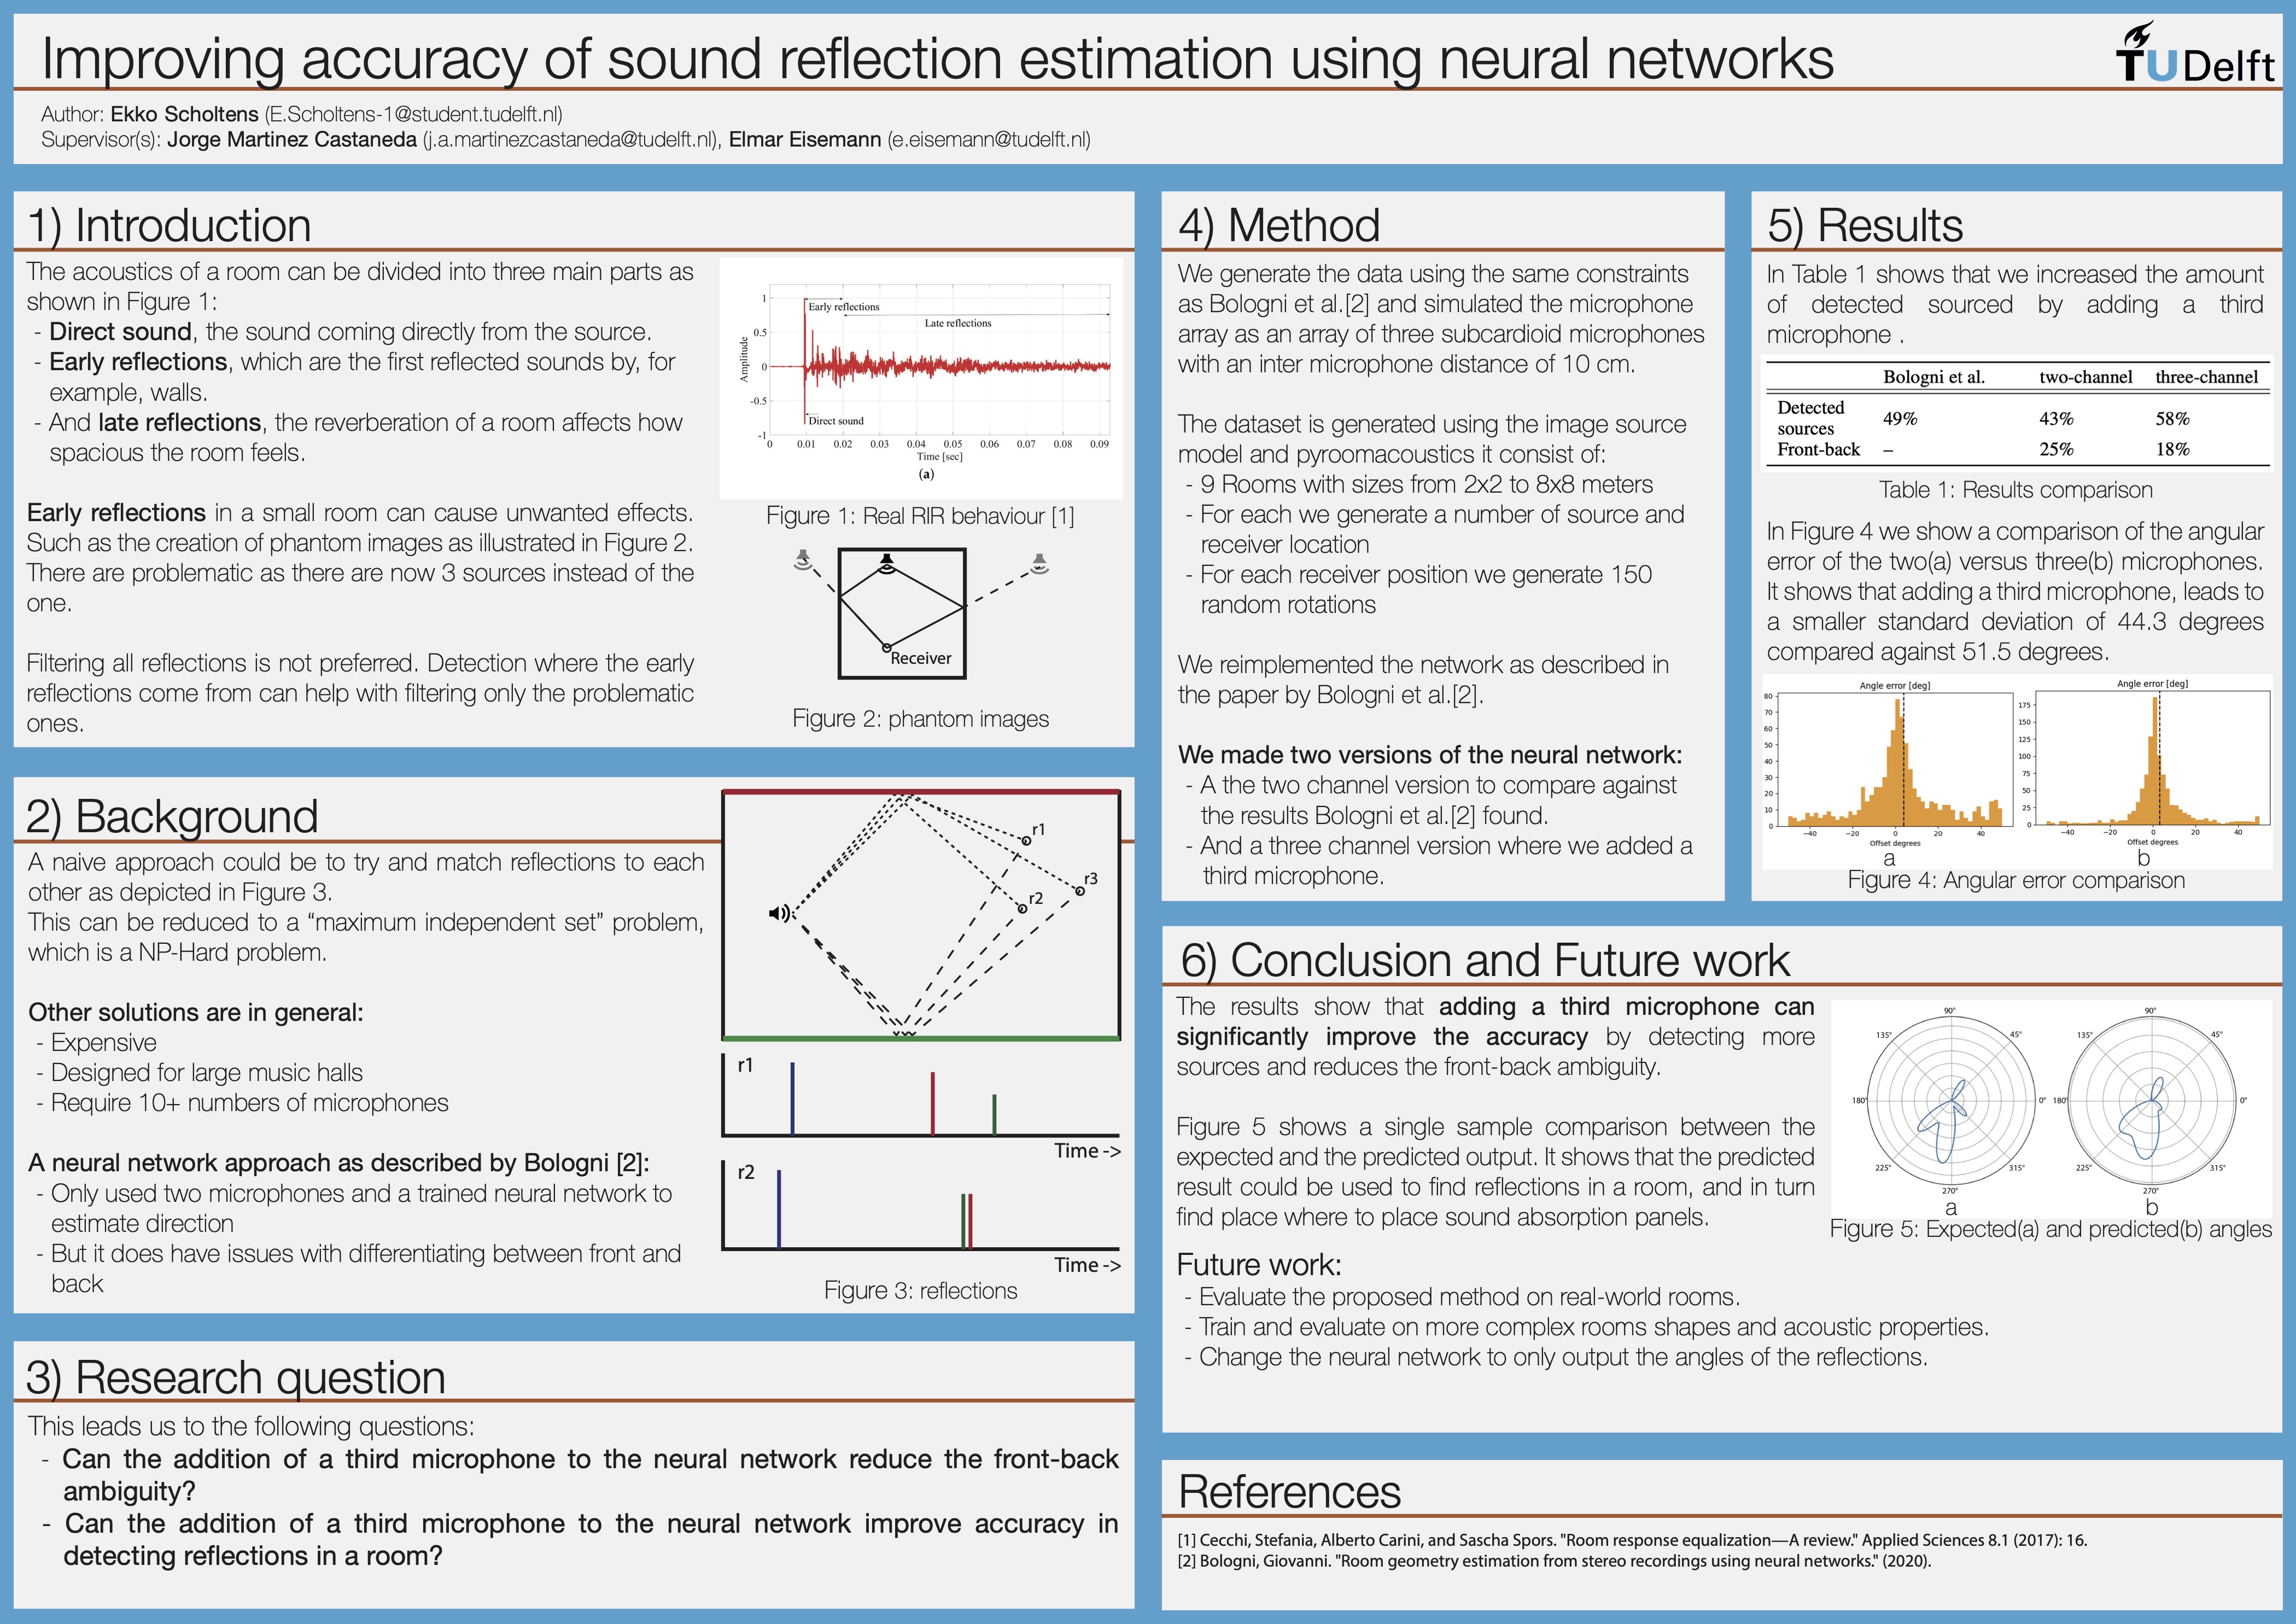 Improving accuracy of sound reflection estimation using neural networks
TUDelft
Author: Ekko Scholtens (E.Scholtens-1@student.tudelft.nl)
Supervisor(s): Jorge Martinez Castaneda (j.a.martinezcastaneda@tudelft.nl), Elmar Eisemann (e.eisemann@tudelft.nl)
1) Introduction
The acoustics of a room can be divided into three main parts as
shown in Figure 1:
- Direct sound, the sound coming directly from the source.
- Early reflections, which are the first reflected sounds by, for
example, walls.
- And late reflections, the reverberation of a room affects how
spacious the room feels.
Early reflections in a small room can cause unwanted effects.
Such as the creation of phantom images as illustrated in Figure 2.
There are problematic as there are now 3 sources instead of the
one.
Filtering all reflections is not preferred. Detection where the early
reflections come from can help with filtering only the problematic
ones.
Early reflections
Late reflections
Direct sound
Amplitude
1
0.5
0
-0.5
-1
0 0.01 0.02 0.03 0.04 0.05 0.06 0.07 0.08 0.09
Time [sec]
(a)
Figure 1: Real RIR behaviour [1]
Receiver
Figure 2: phantom images
2) Background
A naive approach could be to try and match reflections to each
other as depicted in Figure 3.
This can be reduced to a “maximum independent set” problem,
which is a NP-Hard problem.
Other solutions are in general:
- Expensive
- Designed for large music halls
- Require 10+ numbers of microphones
A neural network approach as described by Bologni [2]:
- Only used two microphones and a trained neural network to
estimate direction
- But it does have issues with differentiating between front and
back
r1
r3
r2
r1
Time ->
r2
Time ->
Figure 3: reflections
3) Research question
This leads us to the following questions:
- Can the addition of a third microphone to the neural network reduce the front-back
ambiguity?
- Can the addition of a third microphone to the neural network improve accuracy in
detecting reflections in a room?
4) Method
We generate the data using the same constraints
as Bologni et al.[2] and simulated the microphone
array as an array of three subcardioid microphones
with an inter microphone distance of 10 cm.
The dataset is generated using the image source
model and pyroomacoustics it consist of:
- 9 Rooms with sizes from 2x2 to 8x8 meters
- For each we generate a number of source and
receiver location
- For each receiver position we generate 150
random rotations
We reimplemented the network as described in
the paper by Bologni et al.[2].
We made two versions of the neural network:
- A the two channel version to compare against
the results Bologni et al.[2] found.
- And a three channel version where we added a
third microphone.
5) Results
In Table 1 shows that we increased the amount
of detected sourced by adding a third
microphone .
Bologni et al. two-channel three-channel
Detected
sources 49% 43% 58%
Front-back – 25% 18%
Table 1: Results comparison
In Figure 4 we show a comparison of the angular
error of the two(a) versus three(b) microphones.
It shows that adding a third microphone, leads to
a smaller standard deviation of 44.3 degrees
compared against 51.5 degrees.
Angle error [deg]
80
70
60
50
40
30
20
10
0
−40 −20 0 20 40
Offset degrees
a
Angle error [deg]
175
150
125
100
75
50
25
0
−40 −20 0 20 40
Offset degrees
b
Figure 4: Angular error comparison
6) Conclusion and Future work
The results show that adding a third microphone can
significantly improve the accuracy by detecting more
sources and reduces the front-back ambiguity.
Figure 5 shows a single sample comparison between the
expected and the predicted output. It shows that the predicted
result could be used to find reflections in a room, and in turn
find place where to place sound absorption panels.
90°
135° 45°
180° 0°
225° 315°
270°
a
90°
135° 45°
180° 0°
225° 315°
270°
b
Figure 5: Expected(a) and predicted(b) angles
Future work:
- Evaluate the proposed method on real-world rooms.
- Train and evaluate on more complex rooms shapes and acoustic properties.
- Change the neural network to only output the angles of the reflections.
References
[1] Cecchi, Stefania, Alberto Carini, and Sascha Spors. "Room response equalization—A review." Applied Sciences 8.1 (2017): 16.
[2] Bologni, Giovanni. "Room geometry estimation from stereo recordings using neural networks." (2020).